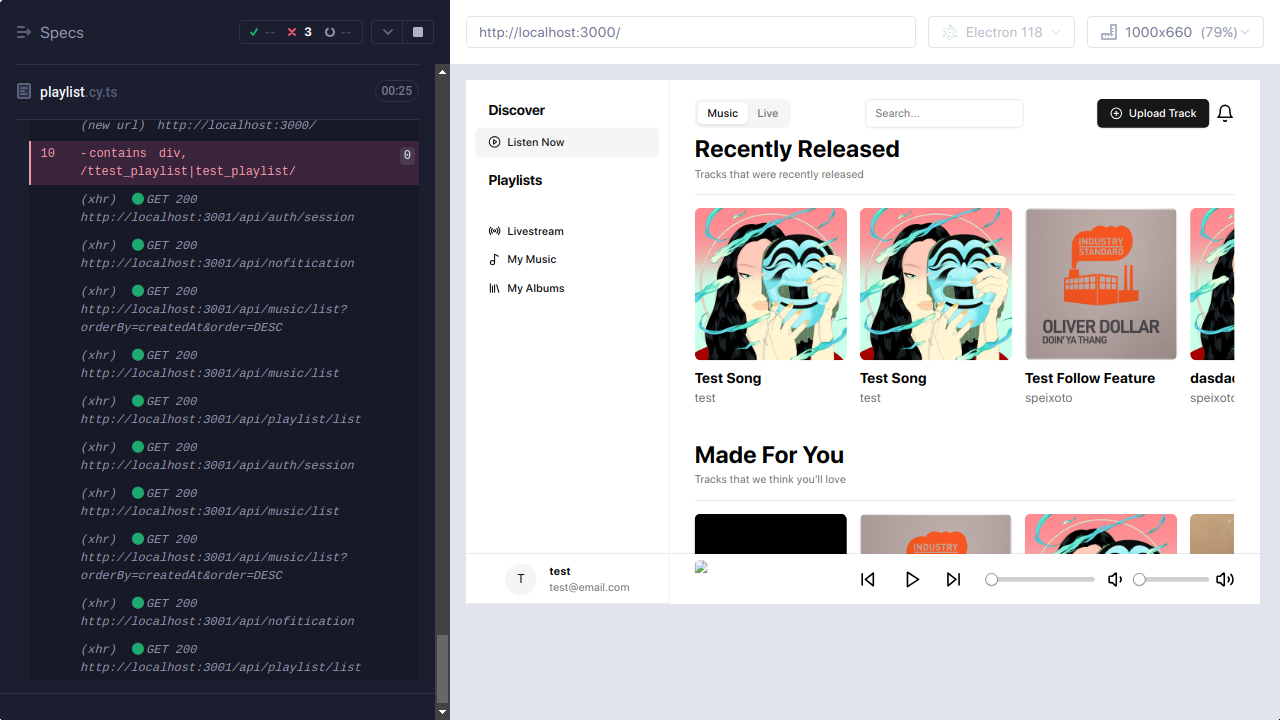 Specs
--
3
--
http://localhost:3000/
Electron 118
1000x660 (79%)
playlist.cy.ts
00:25
(new url) http://localhost:3000/
10 -contains div, /ttest_playlist|test_playlist/ 0
(xhr) GET 200
http://localhost:3001/api/auth/session
(xhr) GET 200
http://localhost:3001/api/nofitication
(xhr) GET 200
http://localhost:3001/api/music/list?
orderBy=createdAt&order=DESC
(xhr) GET 200
http://localhost:3001/api/music/list
(xhr) GET 200
http://localhost:3001/api/playlist/list
(xhr) GET 200
http://localhost:3001/api/auth/session
(xhr) GET 200
http://localhost:3001/api/music/list
(xhr) GET 200
http://localhost:3001/api/music/list?
orderBy=createdAt&order=DESC
(xhr) GET 200
http://localhost:3001/api/nofitication
(xhr) GET 200
http://localhost:3001/api/playlist/list
Discover
Listen Now
Playlists
Livestream
My Music
My Albums
T
test
test@email.com
Music Live
Search...
Upload Track
Recently Released
Tracks that were recently released
INDUSTRY
STANDARD
OLIVER DOLLAR
DOIN' YA THANG
Test Song
test
Test Song
test
Test Follow Feature
speixoto
Made For You
Tracks that we think you'll love
INDUSTRY